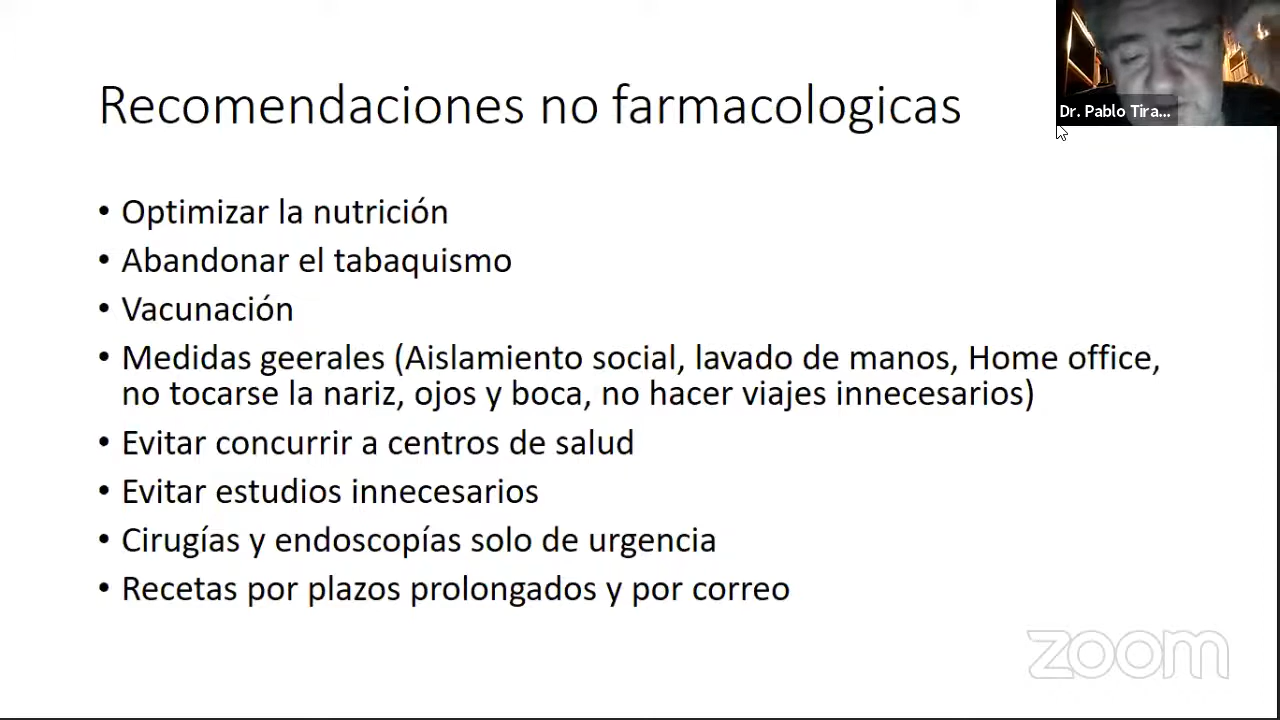 Recomendaciones no farmacologicas
Dr. Pablo Tira...
• Optimizar la nutrición
• Abandonar el tabaquismo
• Vacunación
• Medidas geerales (Aislamiento social, lavado de manos, Home office,
no tocarse la nariz, ojos y boca, no hacer viajes innecesarios)
• Evitar concurrir a centros de salud
• Evitar estudios innecesarios
• Cirugías y endoscopías solo de urgencia
• Recetas por plazos prolongados y por correo
zoom